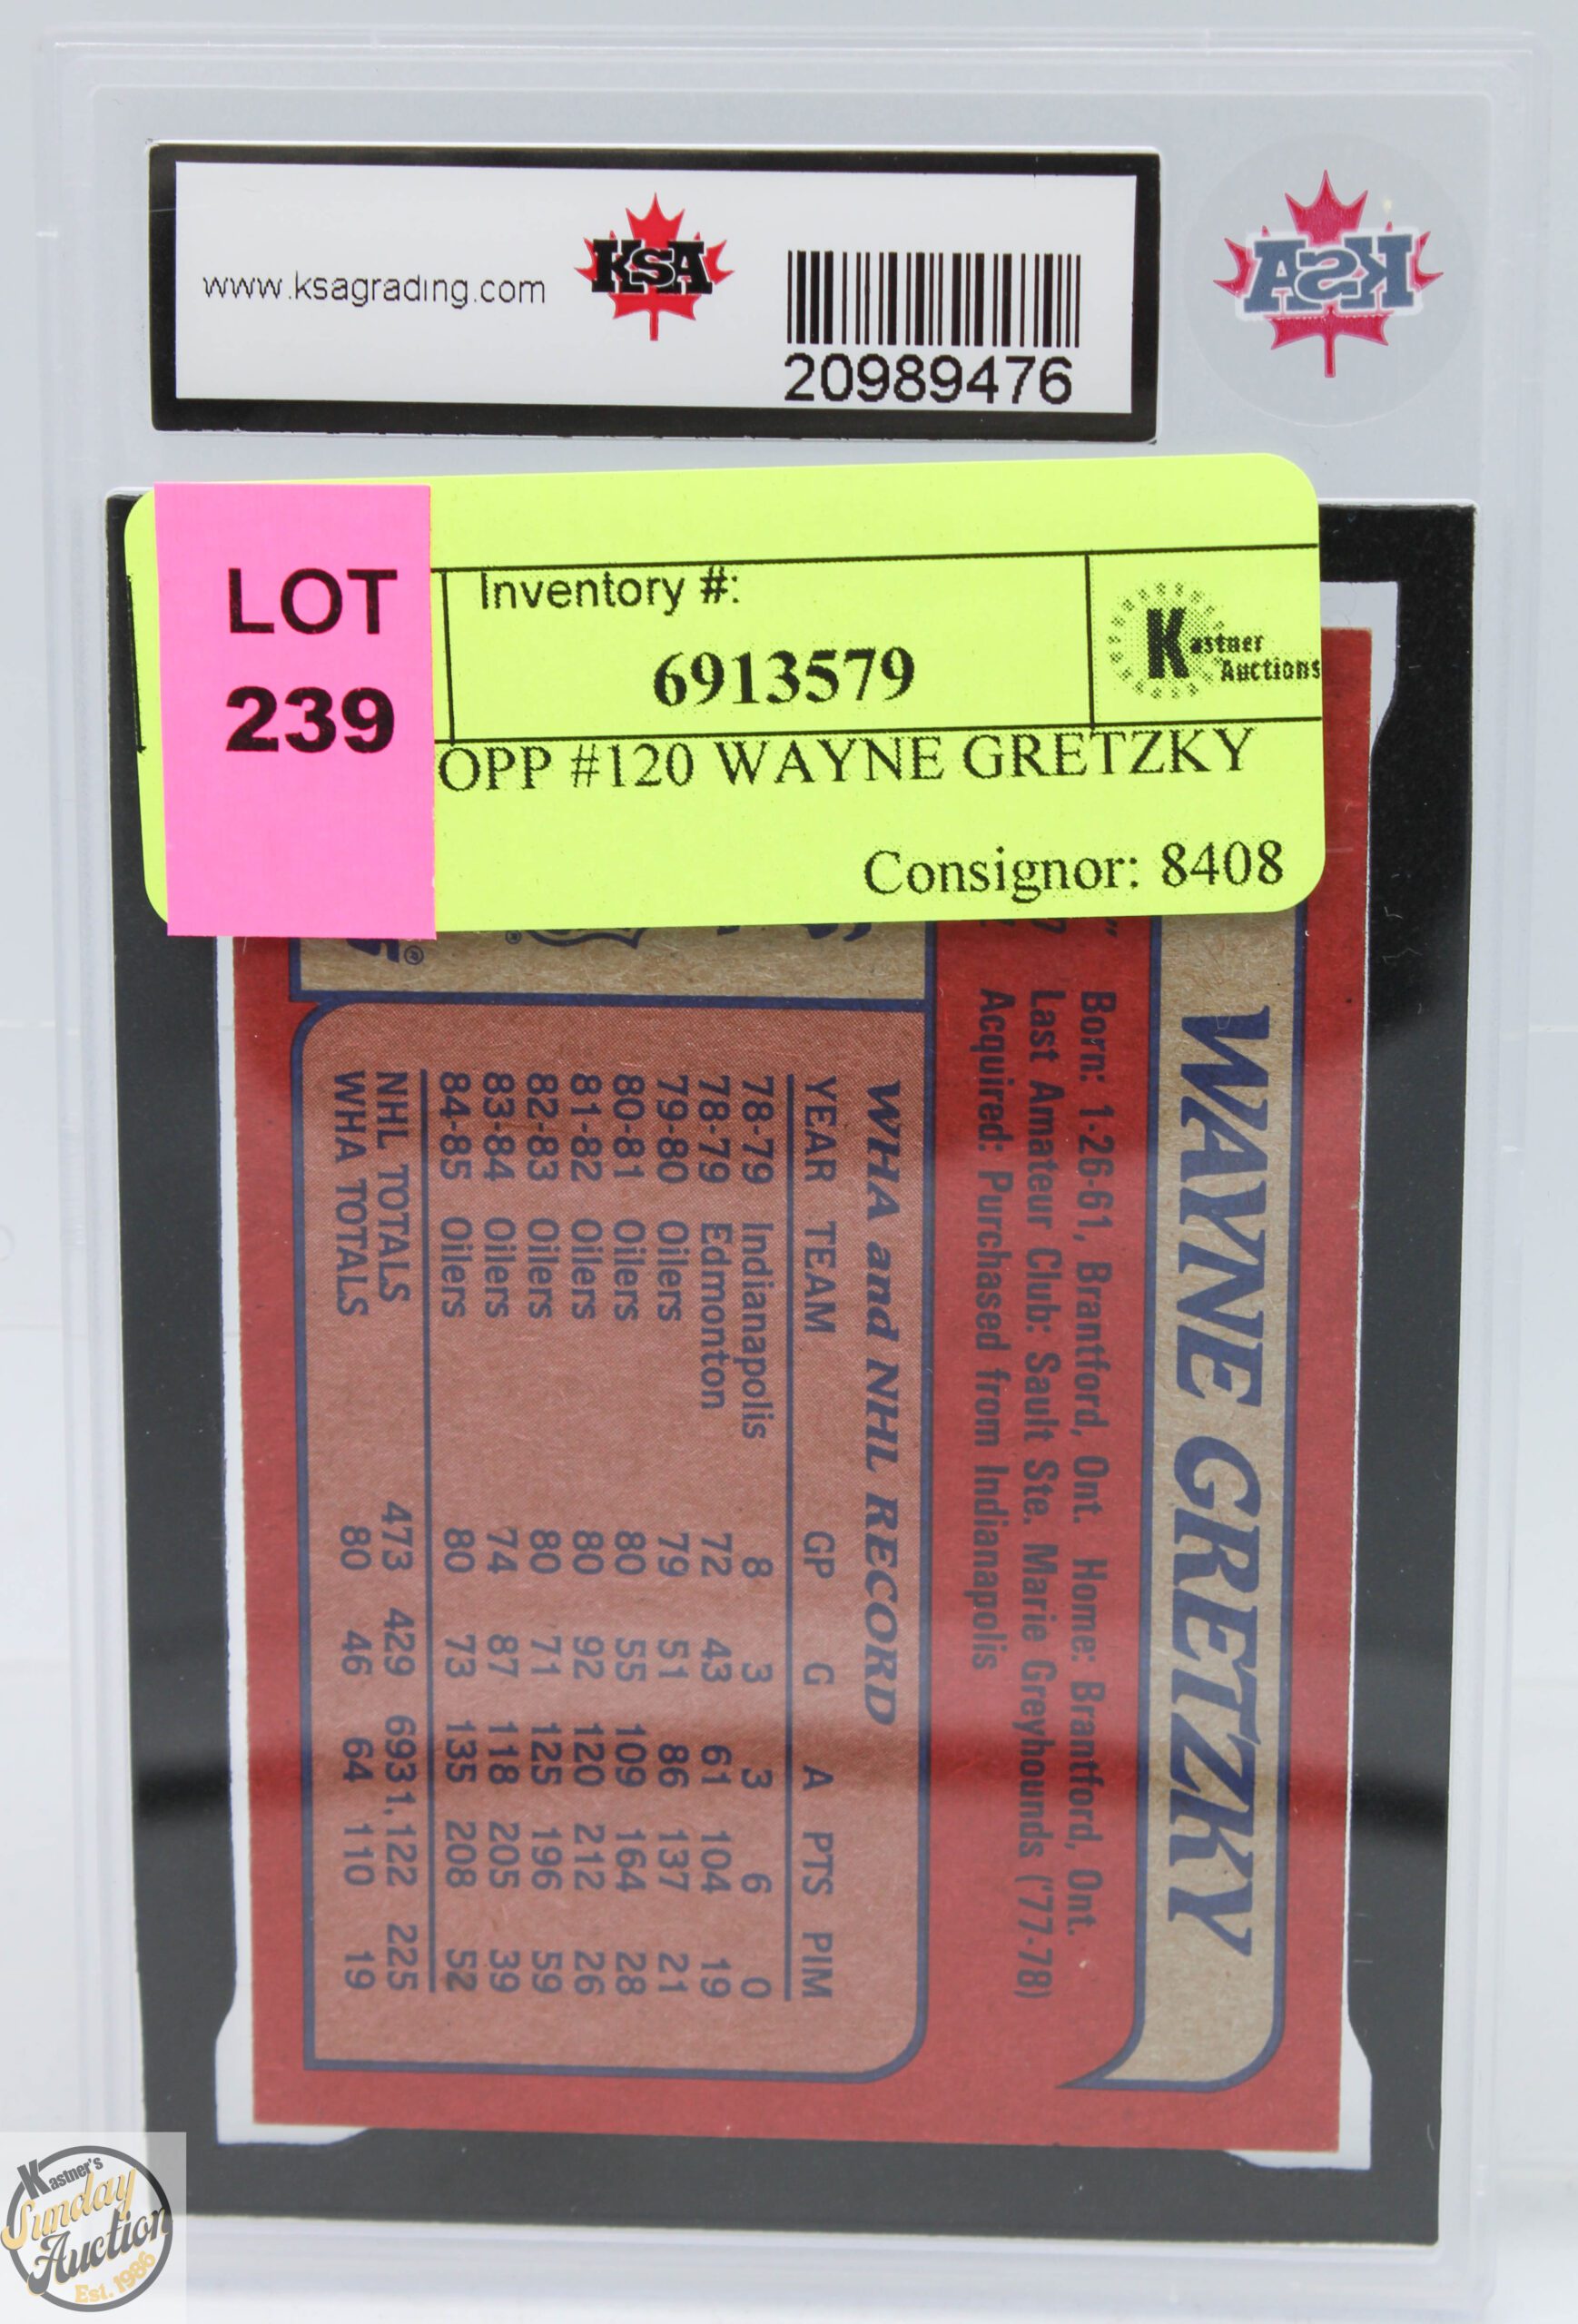 www.ksagrading.com
KSA
20989476
KSA
LOT
239
Inventory #:
6913579
Kastner
Auctions
OPP #120 WAYNE GRETZKY
Consignor: 8408
WAYNE GRETZKY
Born: 1-26-61, Brantford, Ont. Home: Brantford, Ont.
Last Amateur Club: Sault Ste. Marie Greyhounds ('77-78)
Acquired: Purchased from Indianapolis
WHA and NHL RECORD
YEAR TEAM GP G A PTS PIM
78-79 Indianapolis 8 3 3 6 0
78-79 Edmonton 72 43 61 104 19
79-80 Oilers 79 51 86 137 21
80-81 Oilers 80 55 109 164 28
81-82 Oilers 80 92 120 212 26
82-83 Oilers 80 71 125 196 59
83-84 Oilers 74 87 118 205 39
84-85 Oilers 80 73 135 208 52
NHL TOTALS 473 429 693 1,122 225
WHA TOTALS 80 46 64 110 19
Kastner's
Sunday
Auction
Est. 1986